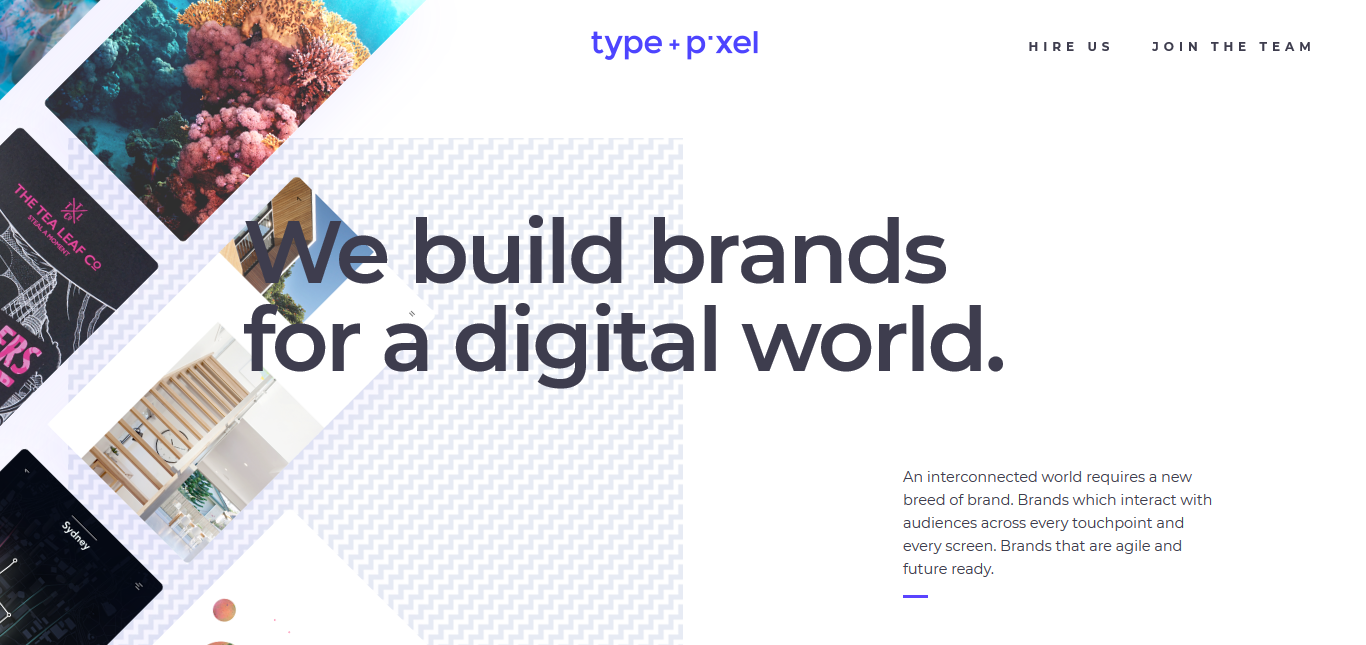 type + pixel
HIRE US
JOIN THE TEAM
THE TEA LEAF CO
STEAL A MOMENT
We build brands
for a digital world.
Sydney
An interconnected world requires a new
breed of brand. Brands which interact with
audiences across every touchpoint and
every screen. Brands that are agile and
future ready.